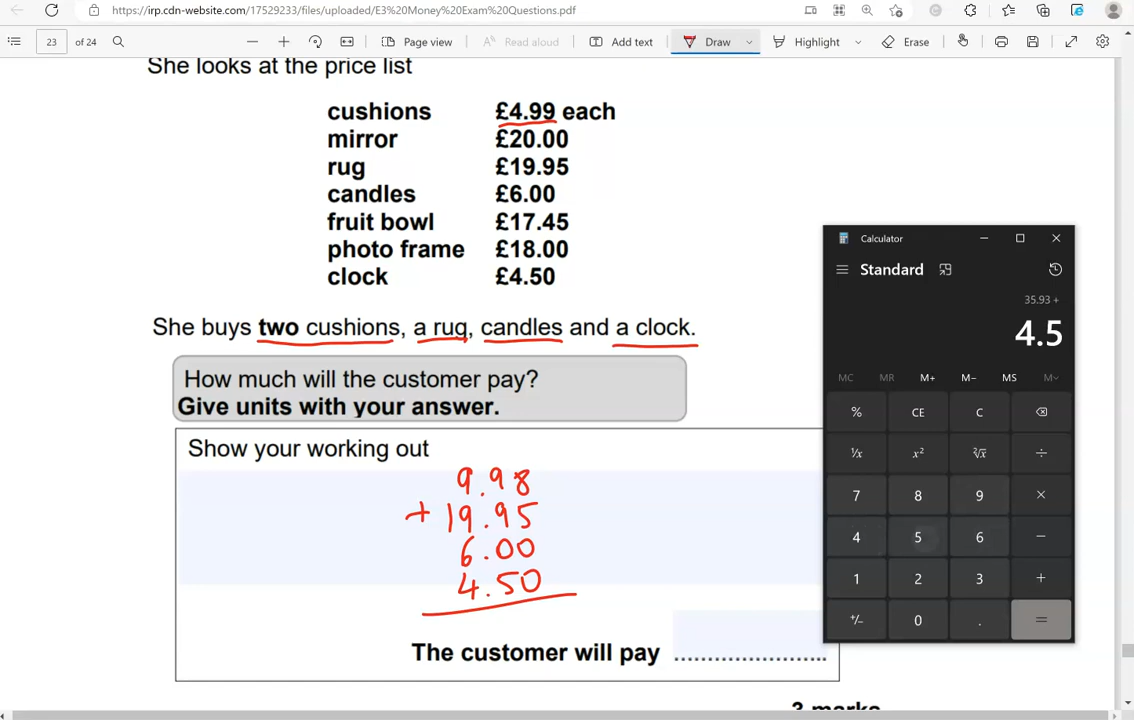 https://irp.cdn-website.com/17529233/files/uploaded/E3%20Money%20Exam%20Questions.pdf
23 of 24 Page view Read aloud Add text Draw Highlight Erase
She looks at the price list
cushions £4.99 each
mirror £20.00
rug £19.95
candles £6.00
fruit bowl £17.45
photo frame £18.00
clock £4.50
She buys two cushions, a rug, candles and a clock.
How much will the customer pay?
Give units with your answer.
Show your working out
9.98
+ 19.95
6.00
4.50
The customer will pay ........................
3 marks
Calculator
Standard
35.93 +
4.5
MC MR M+ M− MS M˅
% CE C
¹/x x² ²√x ÷
7 8 9 ×
4 5 6 −
1 2 3 +
+/− 0 . =